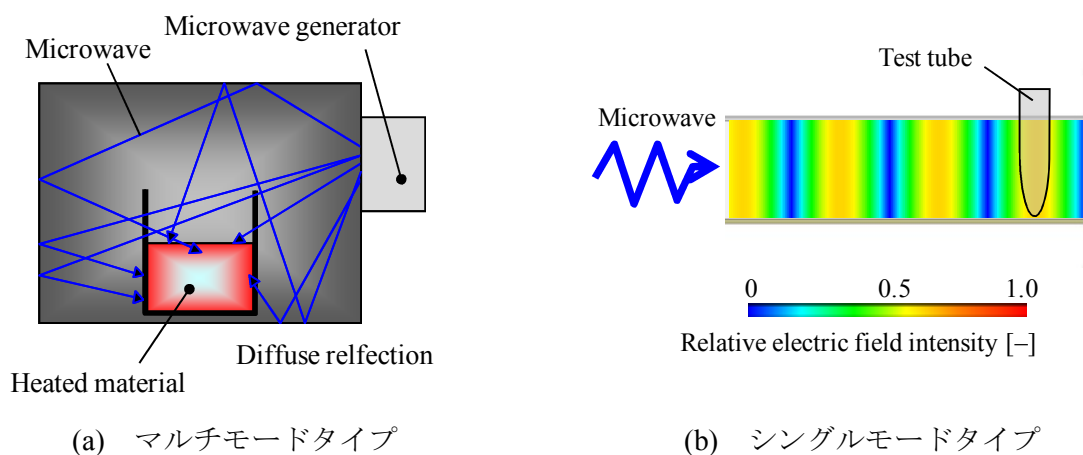 Microwave generator
Microwave
Diffuse relfection
Heated material
(a) マルチモードタイプ
Test tube
Microwave
0 0.5 1.0
Relative electric field intensity [–]
(b) シングルモードタイプ